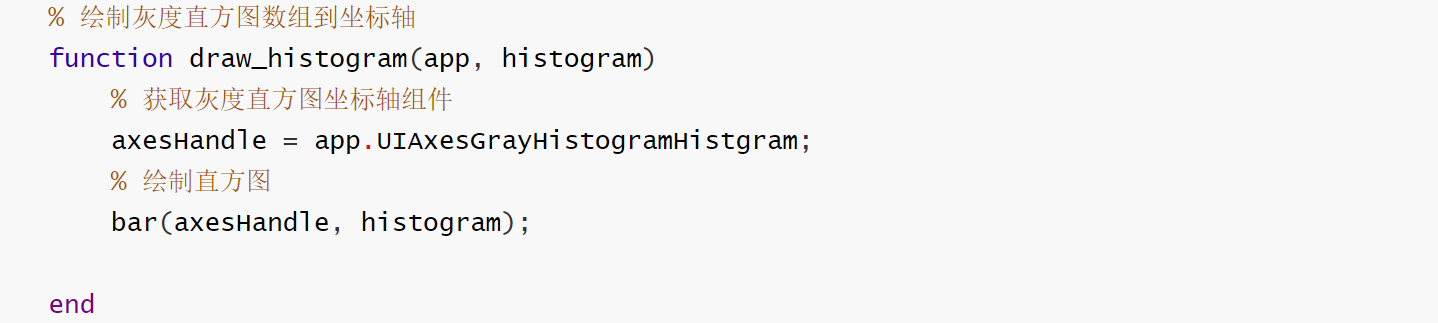 % 绘制灰度直方图数组到坐标轴
function draw_histogram(app, histogram)
% 获取灰度直方图坐标轴组件
axesHandle = app.UIAxesGrayHistogramHistgram;
% 绘制直方图
bar(axesHandle, histogram);
end